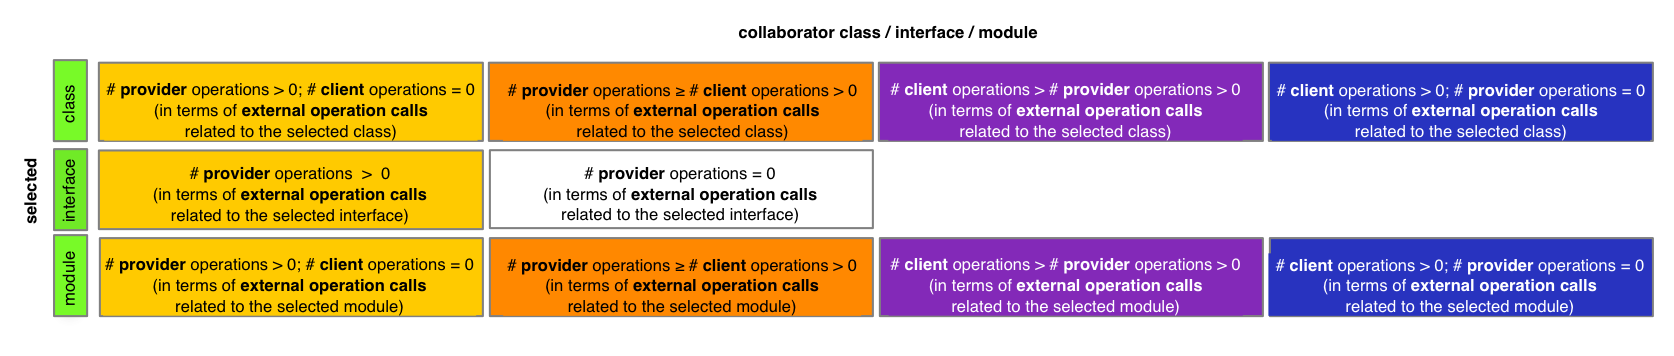 collaborator class / interface / module
selected
class
# provider operations > 0; # client operations = 0
(in terms of external operation calls
related to the selected class)
# provider operations ≥ # client operations > 0
(in terms of external operation calls
related to the selected class)
# client operations > # provider operations > 0
(in terms of external operation calls
related to the selected class)
# client operations > 0; # provider operations = 0
(in terms of external operation calls
related to the selected class)
interface
# provider operations > 0
(in terms of external operation calls
related to the selected interface)
# provider operations = 0
(in terms of external operation calls
related to the selected interface)
module
# provider operations > 0; # client operations = 0
(in terms of external operation calls
related to the selected module)
# provider operations ≥ # client operations > 0
(in terms of external operation calls
related to the selected module)
# client operations > # provider operations > 0
(in terms of external operation calls
related to the selected module)
# client operations > 0; # provider operations = 0
(in terms of external operation calls
related to the selected module)